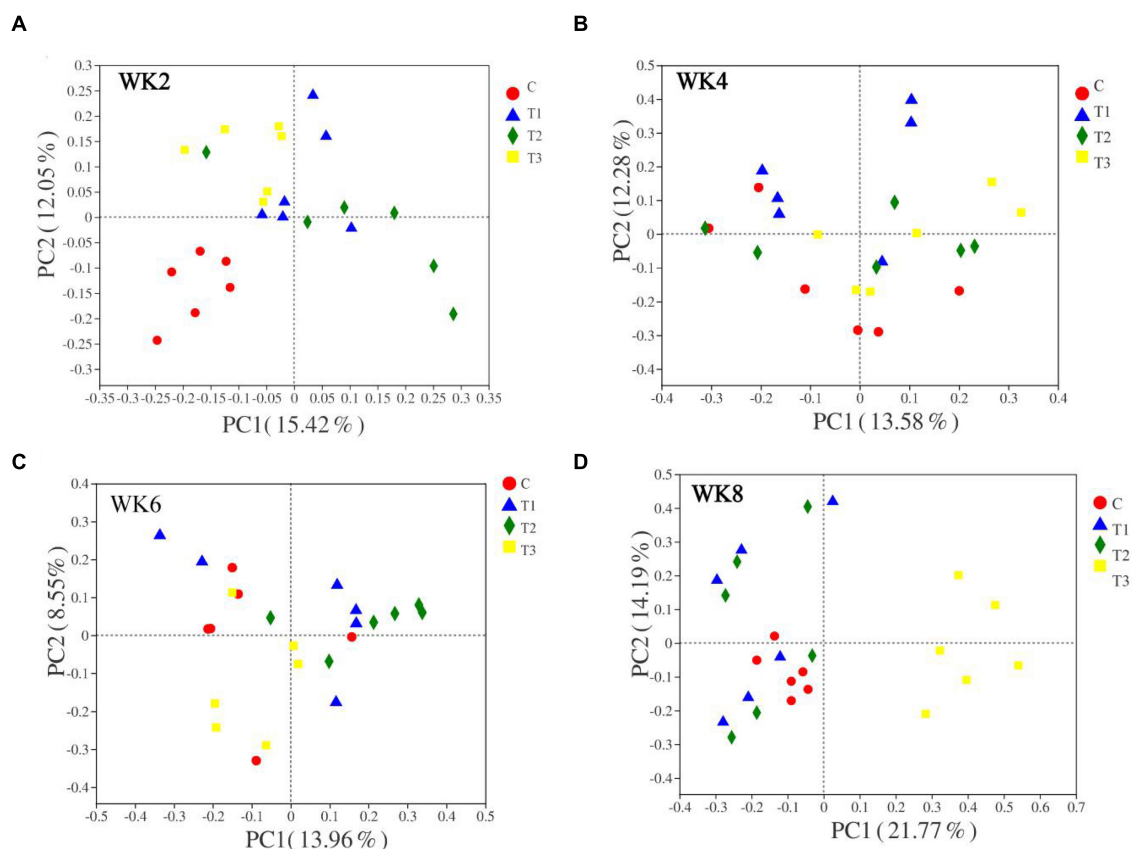 A
WK2
PC2 (12.05%)
0.3
0.25
0.2
0.15
0.1
0.05
0
-0.05
-0.1
-0.15
-0.2
-0.25
-0.3
-0.35 -0.3 -0.25 -0.2 -0.15 -0.1 -0.05 0 0.05 0.1 0.15 0.2 0.25 0.3 0.35
PC1(15.42%)
C
T1
T2
T3
B
WK4
PC2 (12.28%)
0.5
0.4
0.3
0.2
0.1
0
-0.1
-0.2
-0.3
-0.4
-0.4 -0.3 -0.2 -0.1 0 0.1 0.2 0.3 0.4
PC1(13.58%)
C
T1
T2
T3
C
WK6
PC2 (8.55%)
0.4
0.3
0.2
0.1
0
-0.1
-0.2
-0.3
-0.4
-0.5 -0.4 -0.3 -0.2 -0.1 0 0.1 0.2 0.3 0.4 0.5
PC1(13.96%)
C
T1
T2
T3
D
WK8
PC2 (14.19%)
0.5
0.4
0.3
0.2
0.1
0
-0.1
-0.2
-0.3
-0.4
-0.4 -0.3 -0.2 -0.1 0 0.1 0.2 0.3 0.4 0.5 0.6 0.7
PC1(21.77%)
C
T1
T2
T3